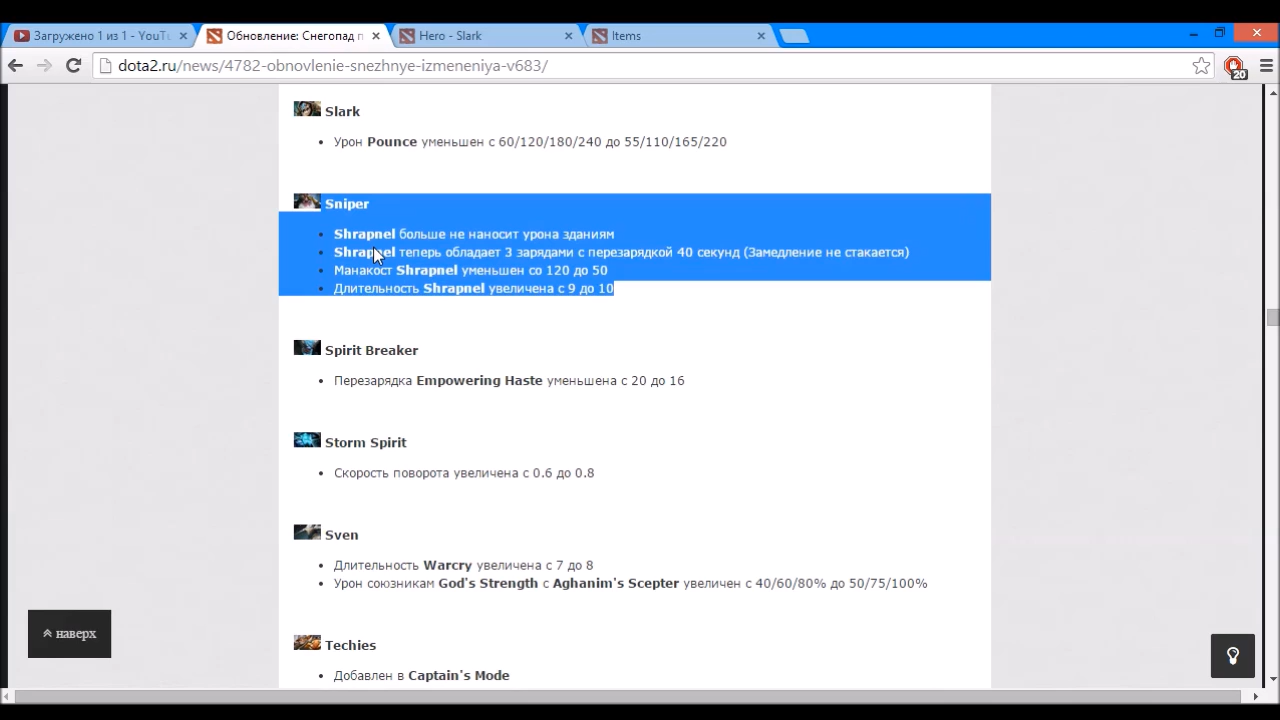 Загружено 1 из 1 - YouTu
Обновление: Снегопад п
Hero - Slark
Items
dota2.ru/news/4782-obnovlenie-snezhnye-izmeneniya-v683/
20
Slark
Урон Pounce уменьшен с 60/120/180/240 до 55/110/165/220
Sniper
Shrapnel больше не наносит урона зданиям
Shrapnel теперь обладает 3 зарядами с перезарядкой 40 секунд (Замедление не стакается)
Манакост Shrapnel уменьшен со 120 до 50
Длительность Shrapnel увеличена с 9 до 10
Spirit Breaker
Перезарядка Empowering Haste уменьшена с 20 до 16
Storm Spirit
Скорость поворота увеличена с 0.6 до 0.8
Sven
Длительность Warcry увеличена с 7 до 8
Урон союзникам God's Strength с Aghanim's Scepter увеличен с 40/60/80% до 50/75/100%
наверх
Techies
Добавлен в Captain's Mode